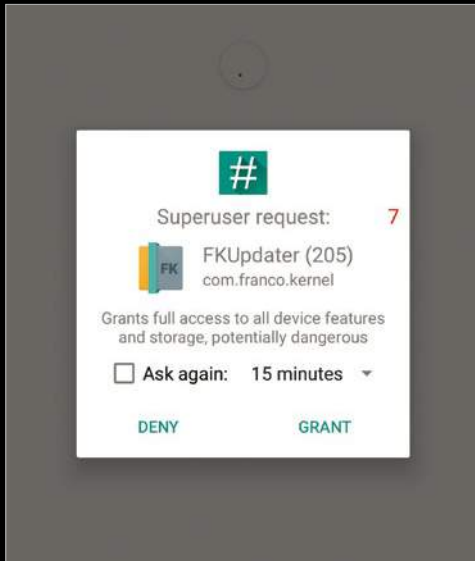 #
Superuser request: 7
FK FKUpdater (205)
com.franco.kernel
Grants full access to all device features
and storage, potentially dangerous
Ask again: 15 minutes
DENY GRANT